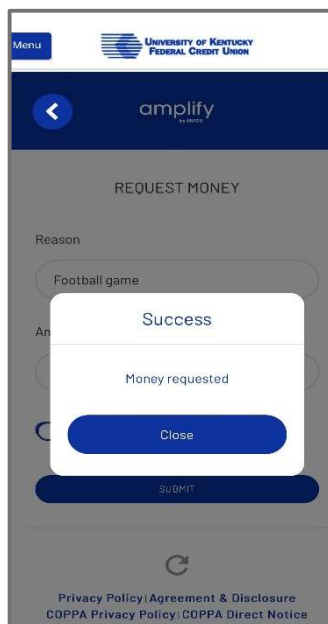 Menu
UNIVERSITY OF KENTUCKY
FEDERAL CREDIT UNION
amplify
REQUEST MONEY
Reason
Football game
Success
Money requested
Close
SUBMIT
Privacy Policy | Agreement & Disclosure
COPPA Privacy Policy | COPPA Direct Notice